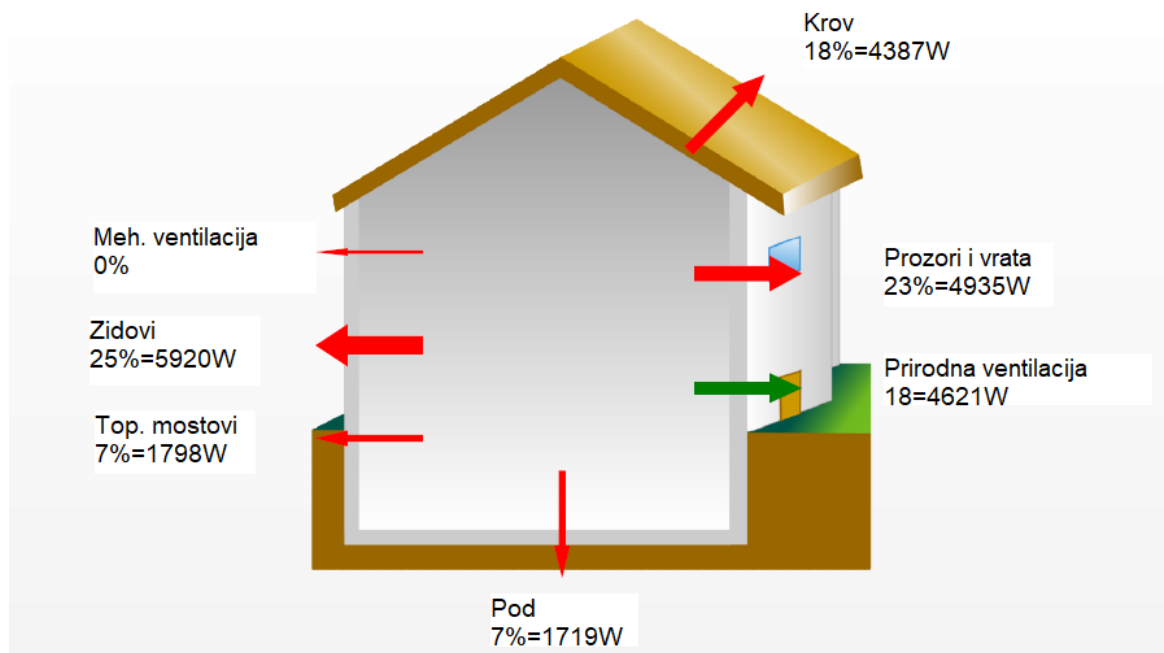 Krov
18%=4387W
Meh. ventilacija
0%
Prozori i vrata
23%=4935W
Zidovi
25%=5920W
Prirodna ventilacija
18=4621W
Top. mostovi
7%=1798W
Pod
7%=1719W